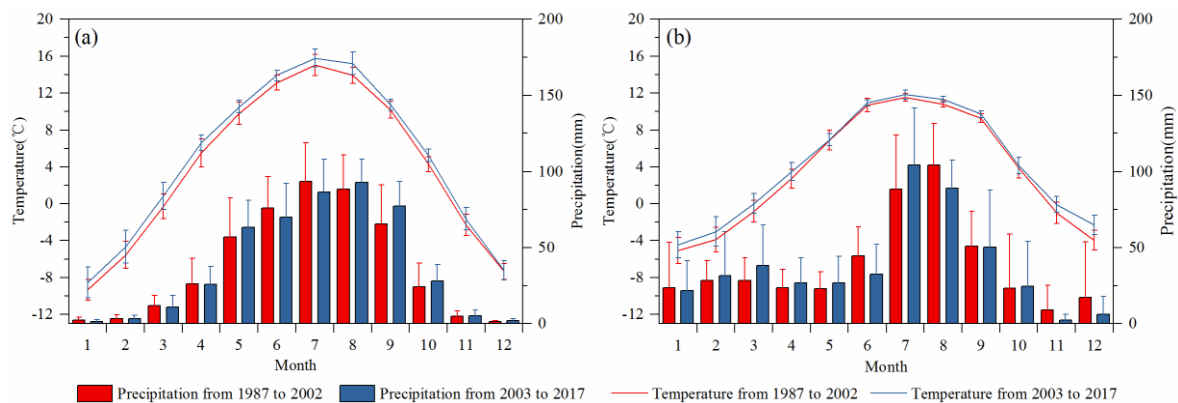 (a)
Temperature(℃)
20
16
12
8
4
0
-4
-8
-12
200
150
100
50
0
Precipitation(mm)
1 2 3 4 5 6 7 8 9 10 11 12
Month
(b)
Temperature(℃)
20
16
12
8
4
0
-4
-8
-12
200
150
100
50
0
Precipitation(mm)
1 2 3 4 5 6 7 8 9 10 11 12
Month
Precipitation from 1987 to 2002 Precipitation from 2003 to 2017 Temperature from 1987 to 2002 Temperature from 2003 to 2017